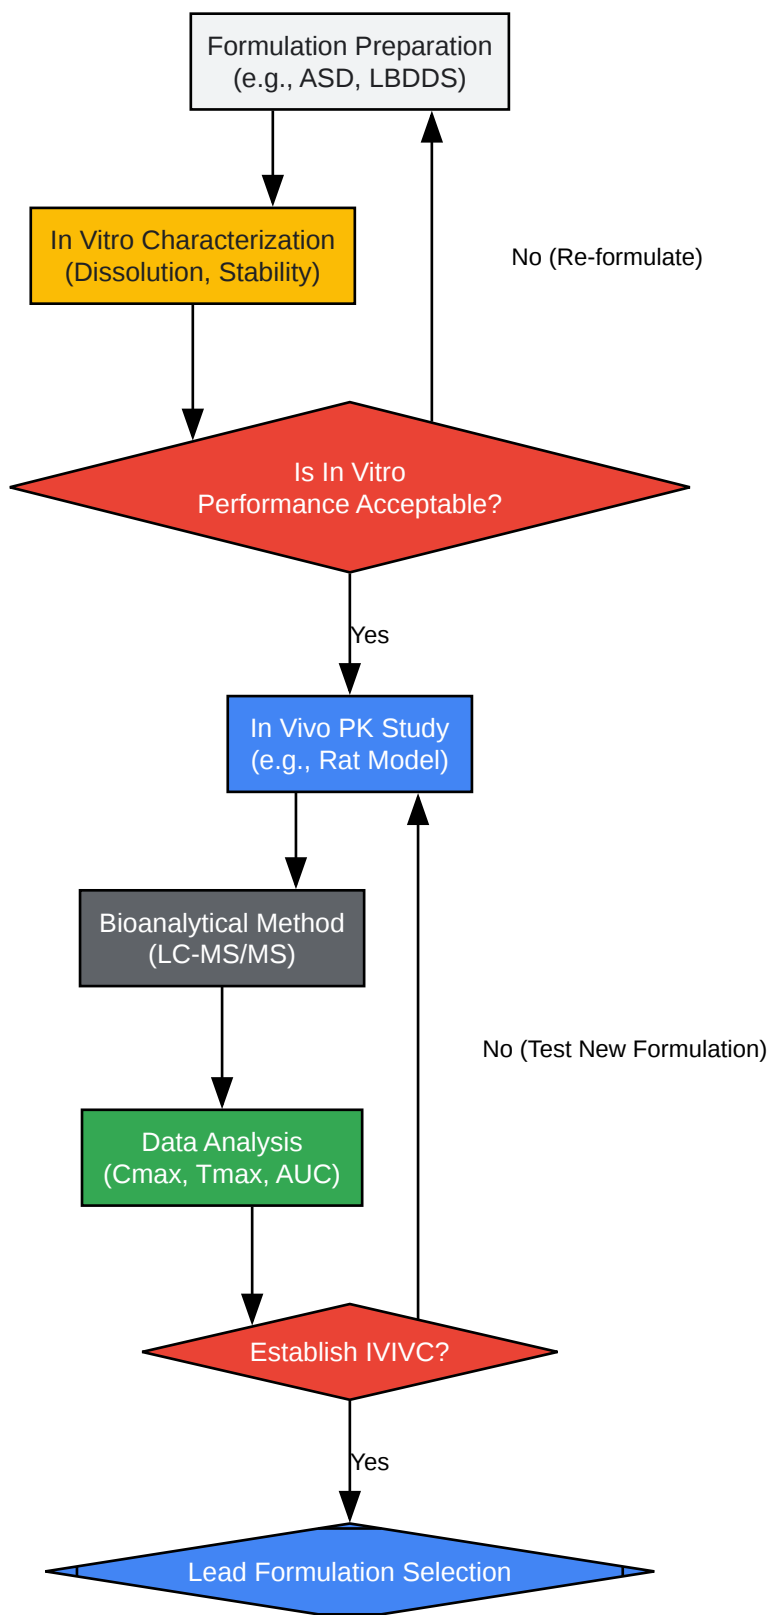 Formulation Preparation
(e.g., ASD, LBDDS)
In Vitro Characterization
(Dissolution, Stability)
No (Re-formulate)
Is In Vitro
Performance Acceptable?
Yes
In Vivo PK Study
(e.g., Rat Model)
Bioanalytical Method
(LC-MS/MS)
No (Test New Formulation)
Data Analysis
(Cmax, Tmax, AUC)
Establish IVIVC?
Yes
Lead Formulation Selection